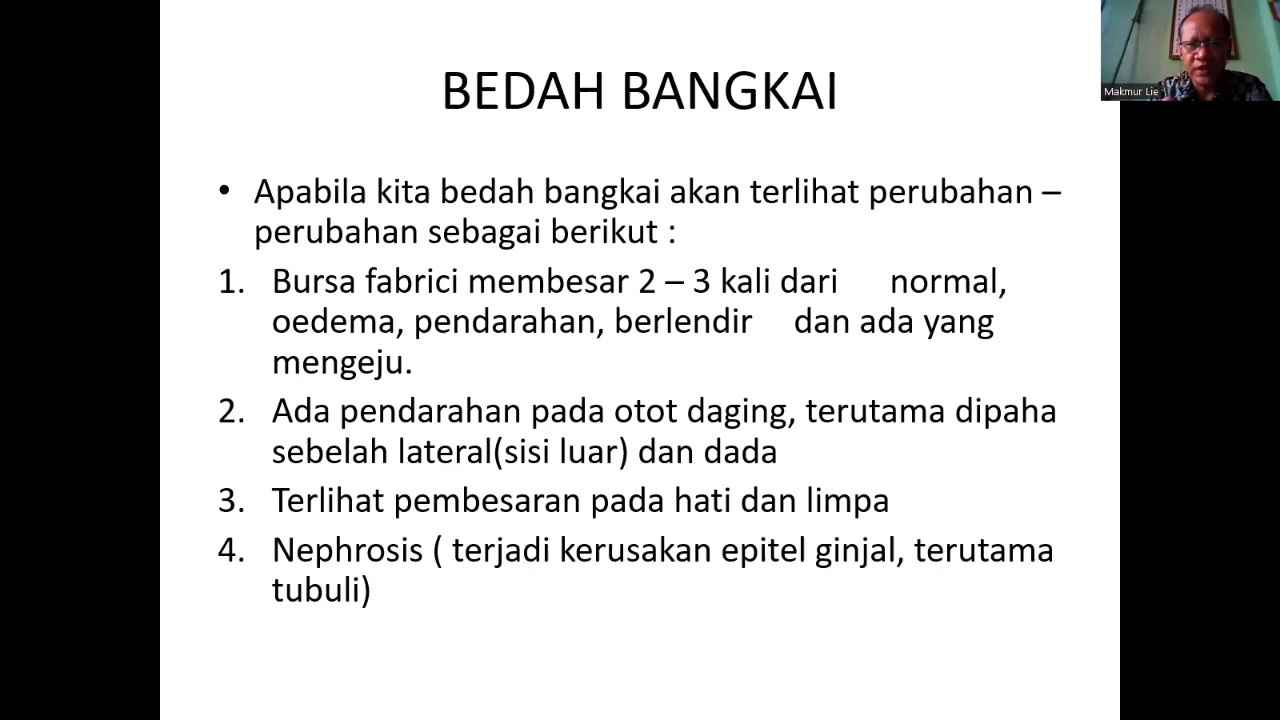 BEDAH BANGKAI
• Apabila kita bedah bangkai akan terlihat perubahan –
perubahan sebagai berikut :
1. Bursa fabrici membesar 2 – 3 kali dari normal,
oedema, pendarahan, berlendir dan ada yang
mengeju.
2. Ada pendarahan pada otot daging, terutama dipaha
sebelah lateral(sisi luar) dan dada
3. Terlihat pembesaran pada hati dan limpa
4. Nephrosis ( terjadi kerusakan epitel ginjal, terutama
tubuli)
Makmur Lie